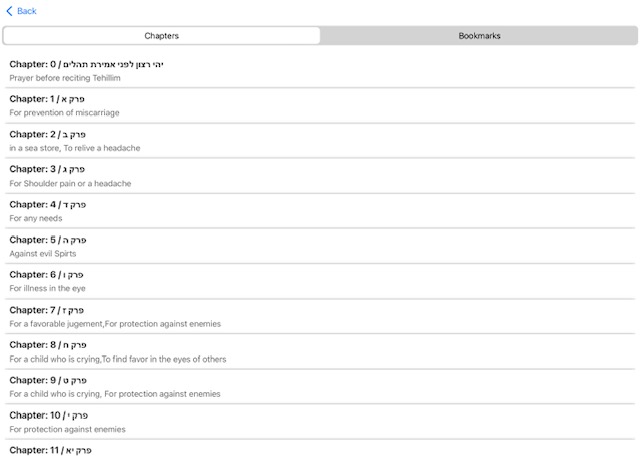 Back
Chapters
Bookmarks
Chapter: 0 / יהי רצון לפני אמירת תהלים
Prayer before reciting Tehillim
Chapter: 1 / פרק א
For prevention of miscarriage
Chapter: 2 / פרק ב
in a sea store, To relive a headache
Chapter: 3 / פרק ג
For Shoulder pain or a headache
Chapter: 4 / פרק ד
For any needs
Chapter: 5 / פרק ה
Against evil Spirts
Chapter: 6 / פרק ו
For illness in the eye
Chapter: 7 / פרק ז
For a favorable jugement,For protection against enemies
Chapter: 8 / פרק ח
For a child who is crying,To find favor in the eyes of others
Chapter: 9 / פרק ט
For a child who is crying, For protection against enemies
Chapter: 10 / פרק י
For protection against enemies
Chapter: 11 / פרק יא